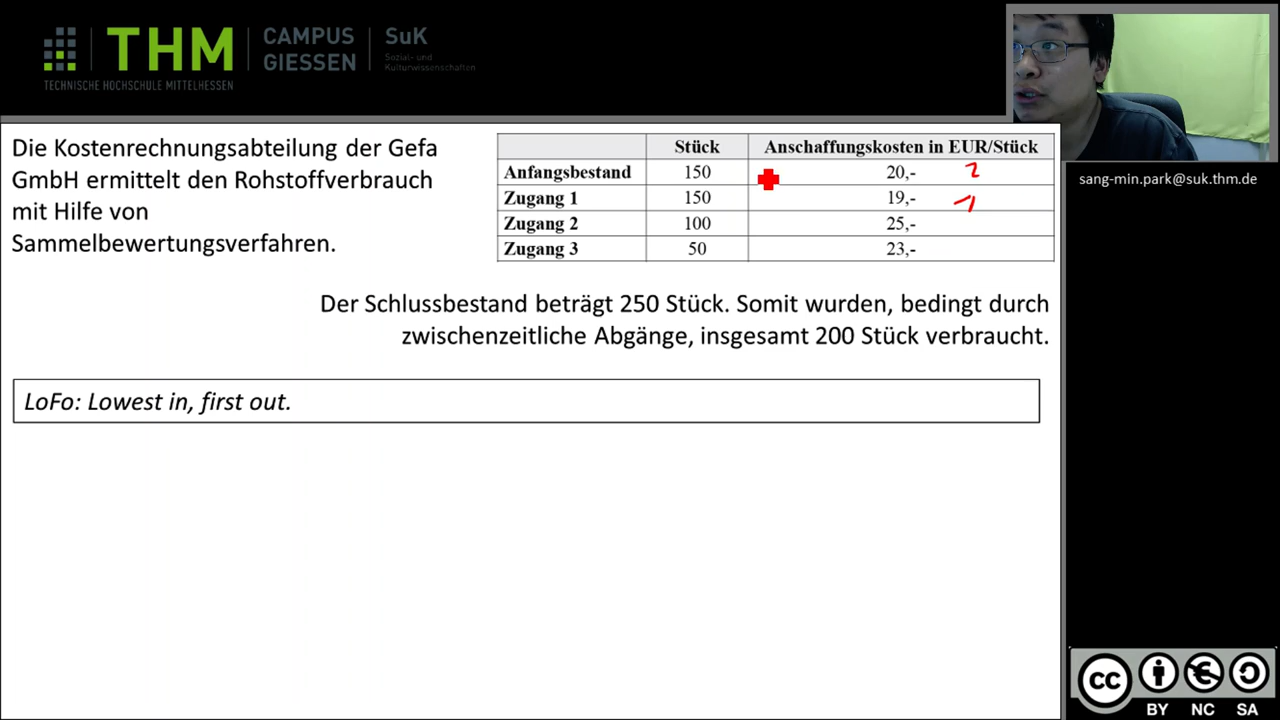 THM
CAMPUS
GIESSEN
SuK
Sozial- und
Kulturwissenschaften
TECHNISCHE HOCHSCHULE MITTELHESSEN
Die Kostenrechnungsabteilung der Gefa
GmbH ermittelt den Rohstoffverbrauch
mit Hilfe von
Sammelbewertungsverfahren.
Stück Anschaffungskosten in EUR/Stück
Anfangsbestand 150 20,- 2
Zugang 1 150 19,- 1
Zugang 2 100 25,-
Zugang 3 50 23,-
sang-min.park@suk.thm.de
Der Schlussbestand beträgt 250 Stück. Somit wurden, bedingt durch
zwischenzeitliche Abgänge, insgesamt 200 Stück verbraucht.
LoFo: Lowest in, first out.
cc
BY NC SA